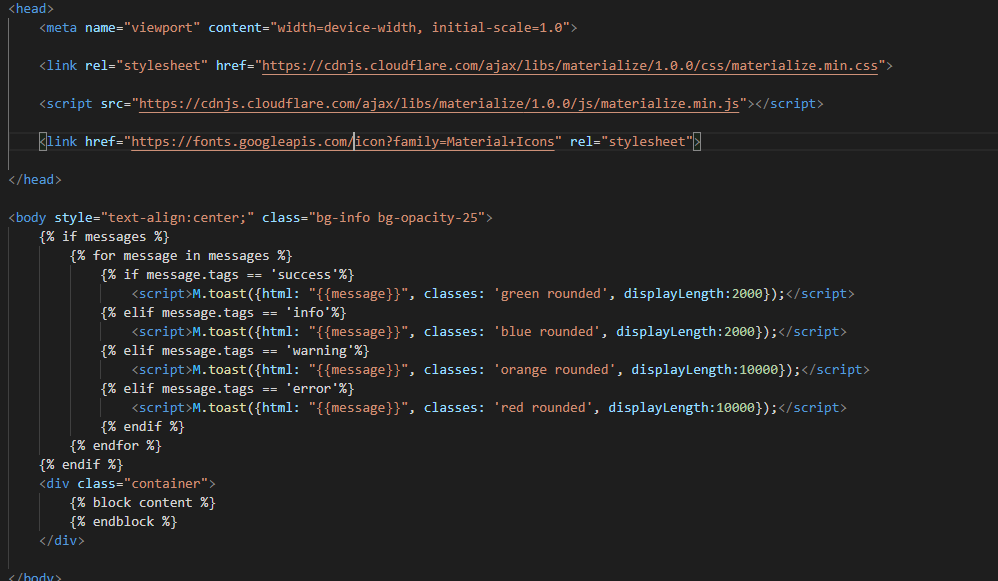 <head>
<meta name="viewport" content="width=device-width, initial-scale=1.0">
<link rel="stylesheet" href="https://cdnjs.cloudflare.com/ajax/libs/materialize/1.0.0/css/materialize.min.css">
<script src="https://cdnjs.cloudflare.com/ajax/libs/materialize/1.0.0/js/materialize.min.js"></script>
<link href="https://fonts.googleapis.com/icon?family=Material+Icons" rel="stylesheet">
</head>
<body style="text-align:center;" class="bg-info bg-opacity-25">
{% if messages %}
{% for message in messages %}
{% if message.tags == 'success'%}
<script>M.toast({html: "{{message}}", classes: 'green rounded', displayLength:2000});</script>
{% elif message.tags == 'info'%}
<script>M.toast({html: "{{message}}", classes: 'blue rounded', displayLength:2000});</script>
{% elif message.tags == 'warning'%}
<script>M.toast({html: "{{message}}", classes: 'orange rounded', displayLength:10000});</script>
{% elif message.tags == 'error'%}
<script>M.toast({html: "{{message}}", classes: 'red rounded', displayLength:10000});</script>
{% endif %}
{% endfor %}
{% endif %}
<div class="container">
{% block content %}
{% endblock %}
</div>
</body>